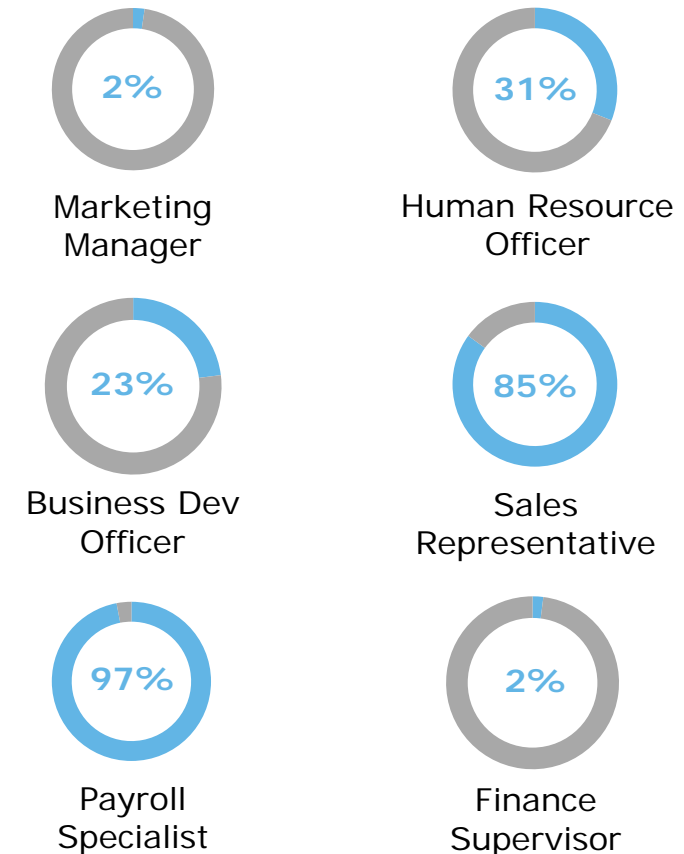 2%
Marketing
Manager
31%
Human Resource
Officer
23%
Business Dev
Officer
85%
Sales
Representative
97%
Payroll
Specialist
2%
Finance
Supervisor